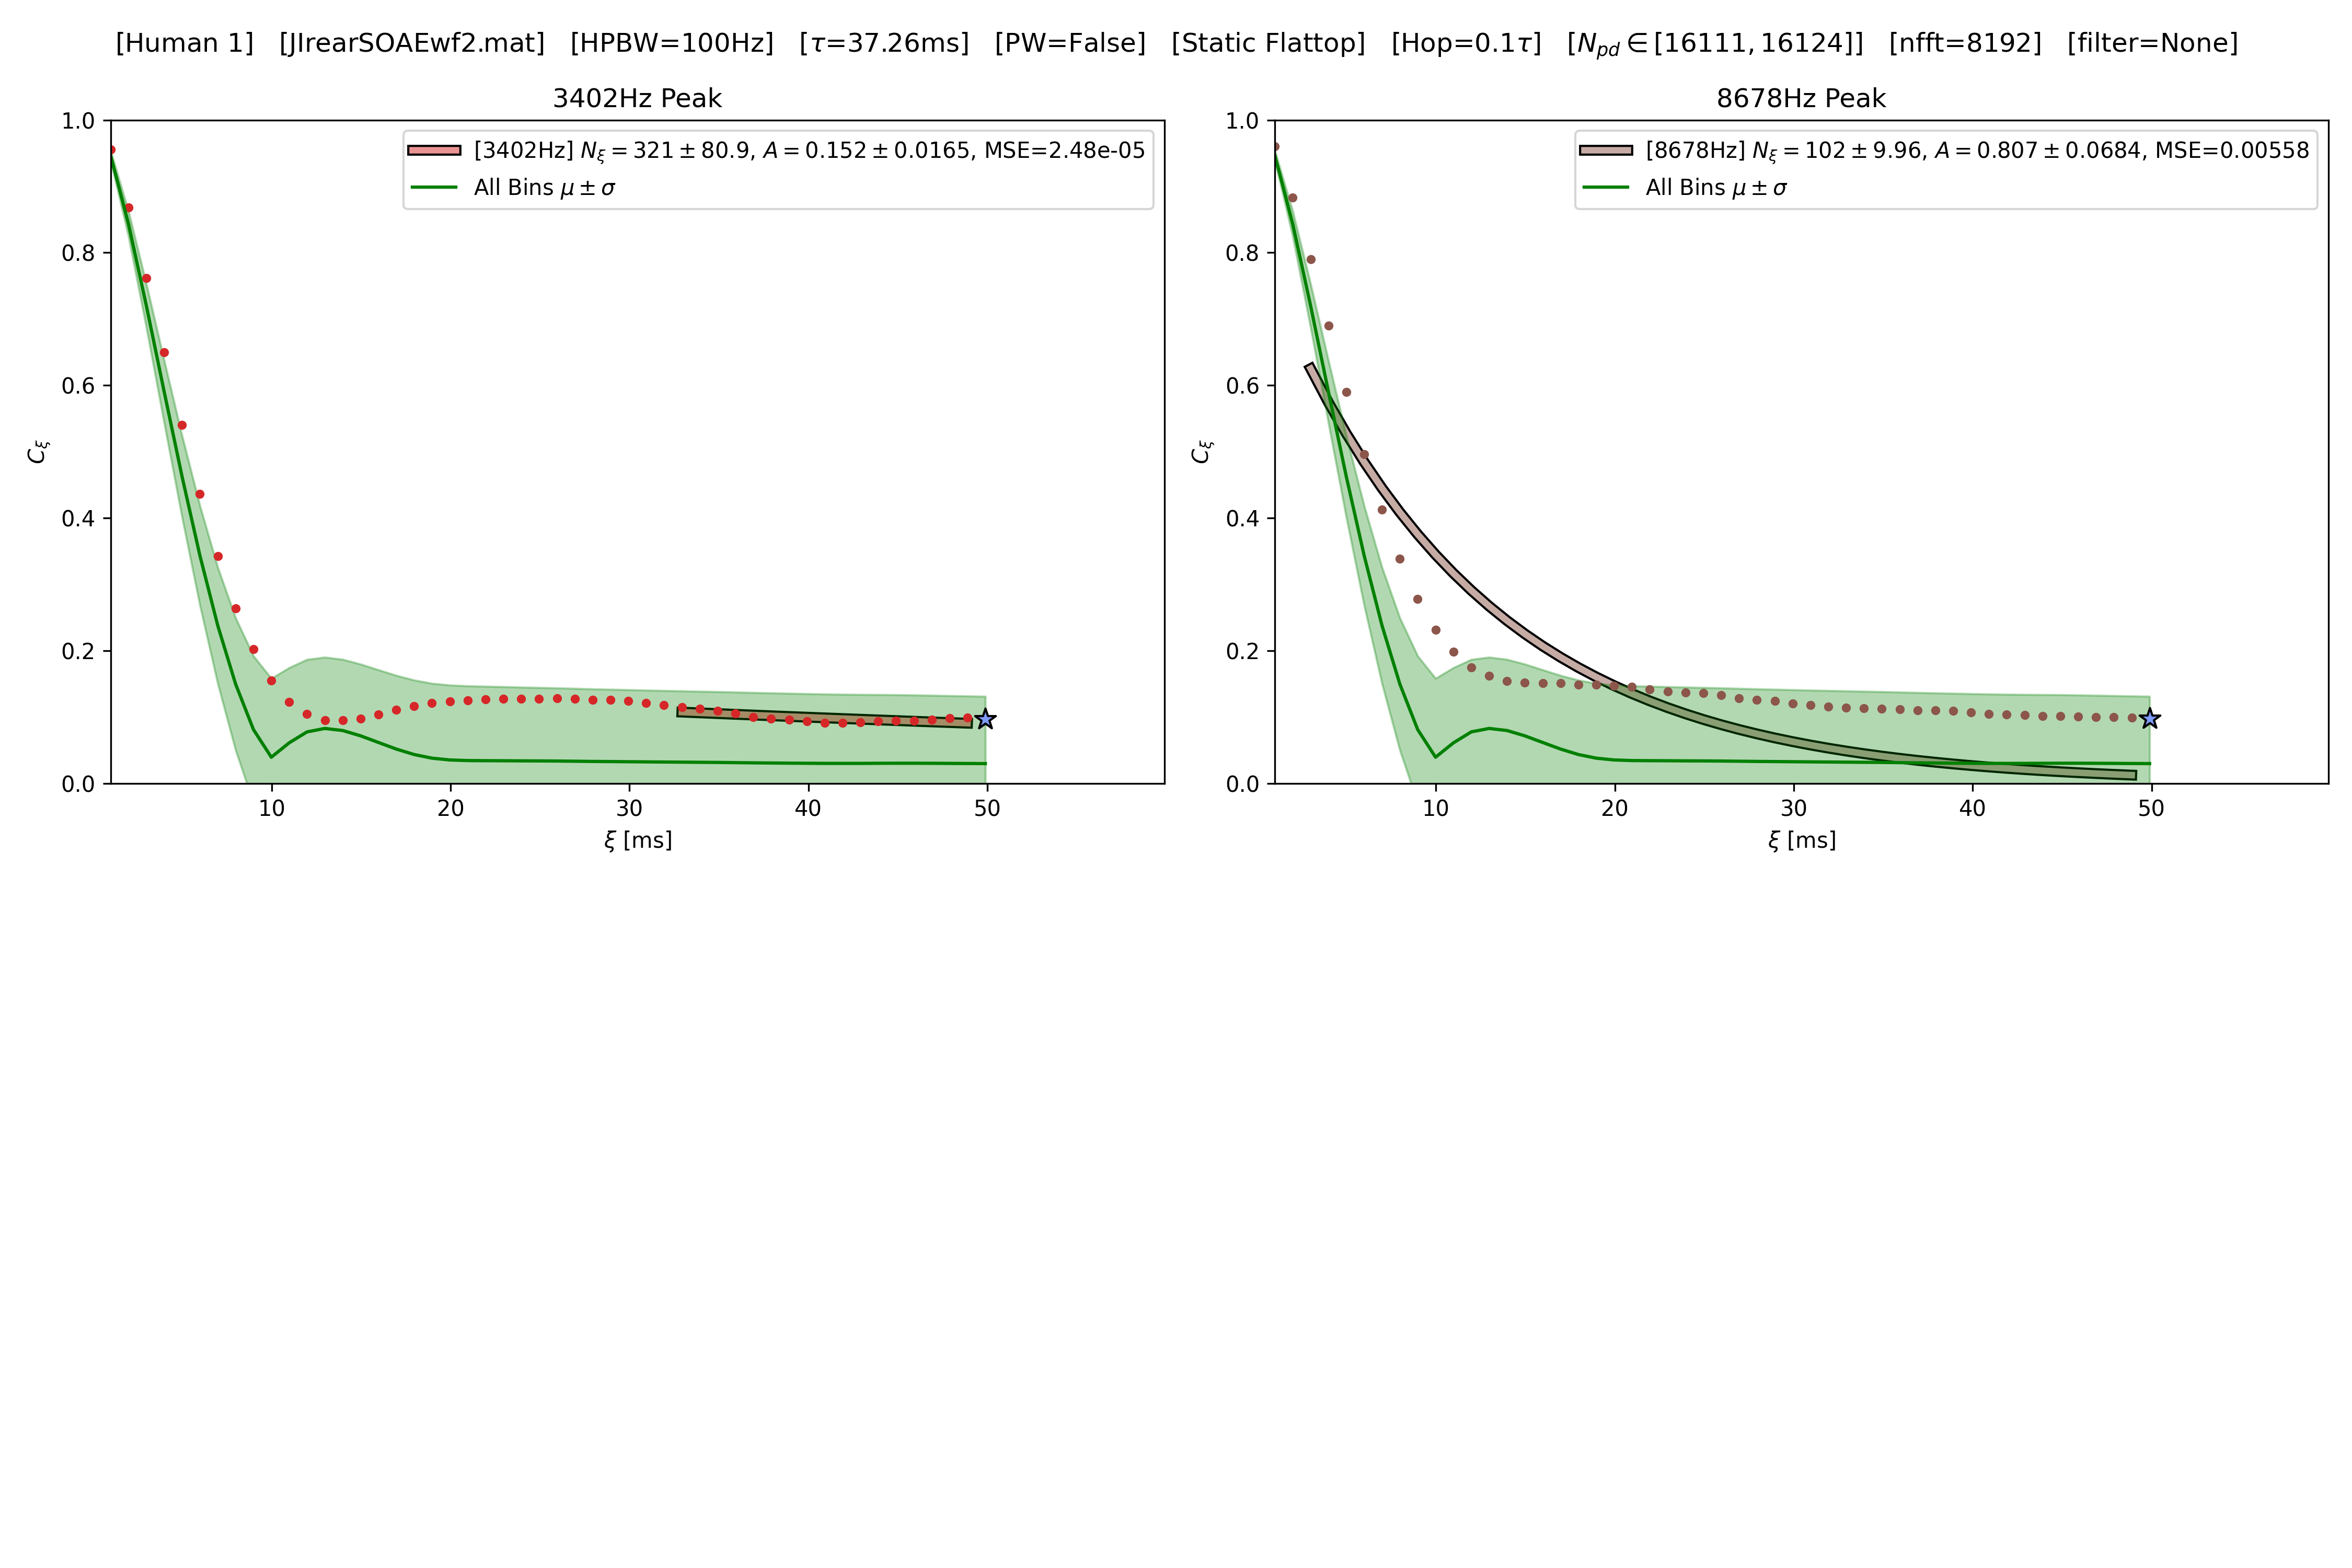 [Human 1] [JIrearSOAEwf2.mat] [HPBW=100Hz] [τ=37.26ms] [PW=False] [Static Flattop] [Hop=0.1τ] [N_pd ∈ [16111, 16124]] [nfft=8192] [filter=None]
3402Hz Peak
[3402Hz] N_ξ = 321 ± 80.9, A = 0.152 ± 0.0165, MSE=2.48e-05
All Bins μ ± σ
1.0
0.8
0.6
0.4
0.2
0.0
C_ξ
10 20 30 40 50
ξ [ms]
8678Hz Peak
[8678Hz] N_ξ = 102 ± 9.96, A = 0.807 ± 0.0684, MSE=0.00558
All Bins μ ± σ
1.0
0.8
0.6
0.4
0.2
0.0
C_ξ
10 20 30 40 50
ξ [ms]